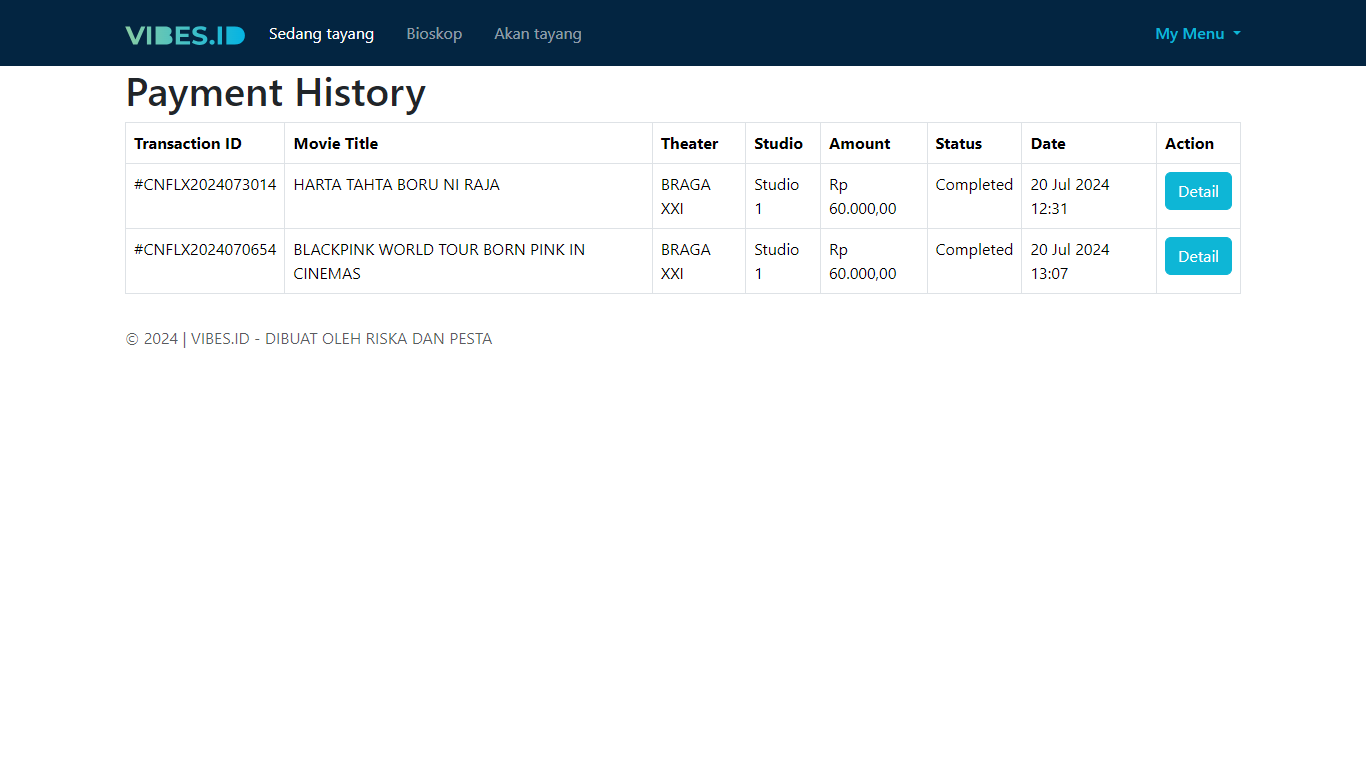 VIBES.ID Sedang tayang Bioskop Akan tayang My Menu
Payment History
Transaction ID Movie Title Theater Studio Amount Status Date Action
#CNFLX2024073014 HARTA TAHTA BORU NI RAJA BRAGA Studio Rp Completed 20 Jul 2024 Detail
XXI 1 60.000,00 12:31
#CNFLX2024070654 BLACKPINK WORLD TOUR BORN PINK IN BRAGA Studio Rp Completed 20 Jul 2024 Detail
CINEMAS XXI 1 60.000,00 13:07
© 2024 | VIBES.ID - DIBUAT OLEH RISKA DAN PESTA